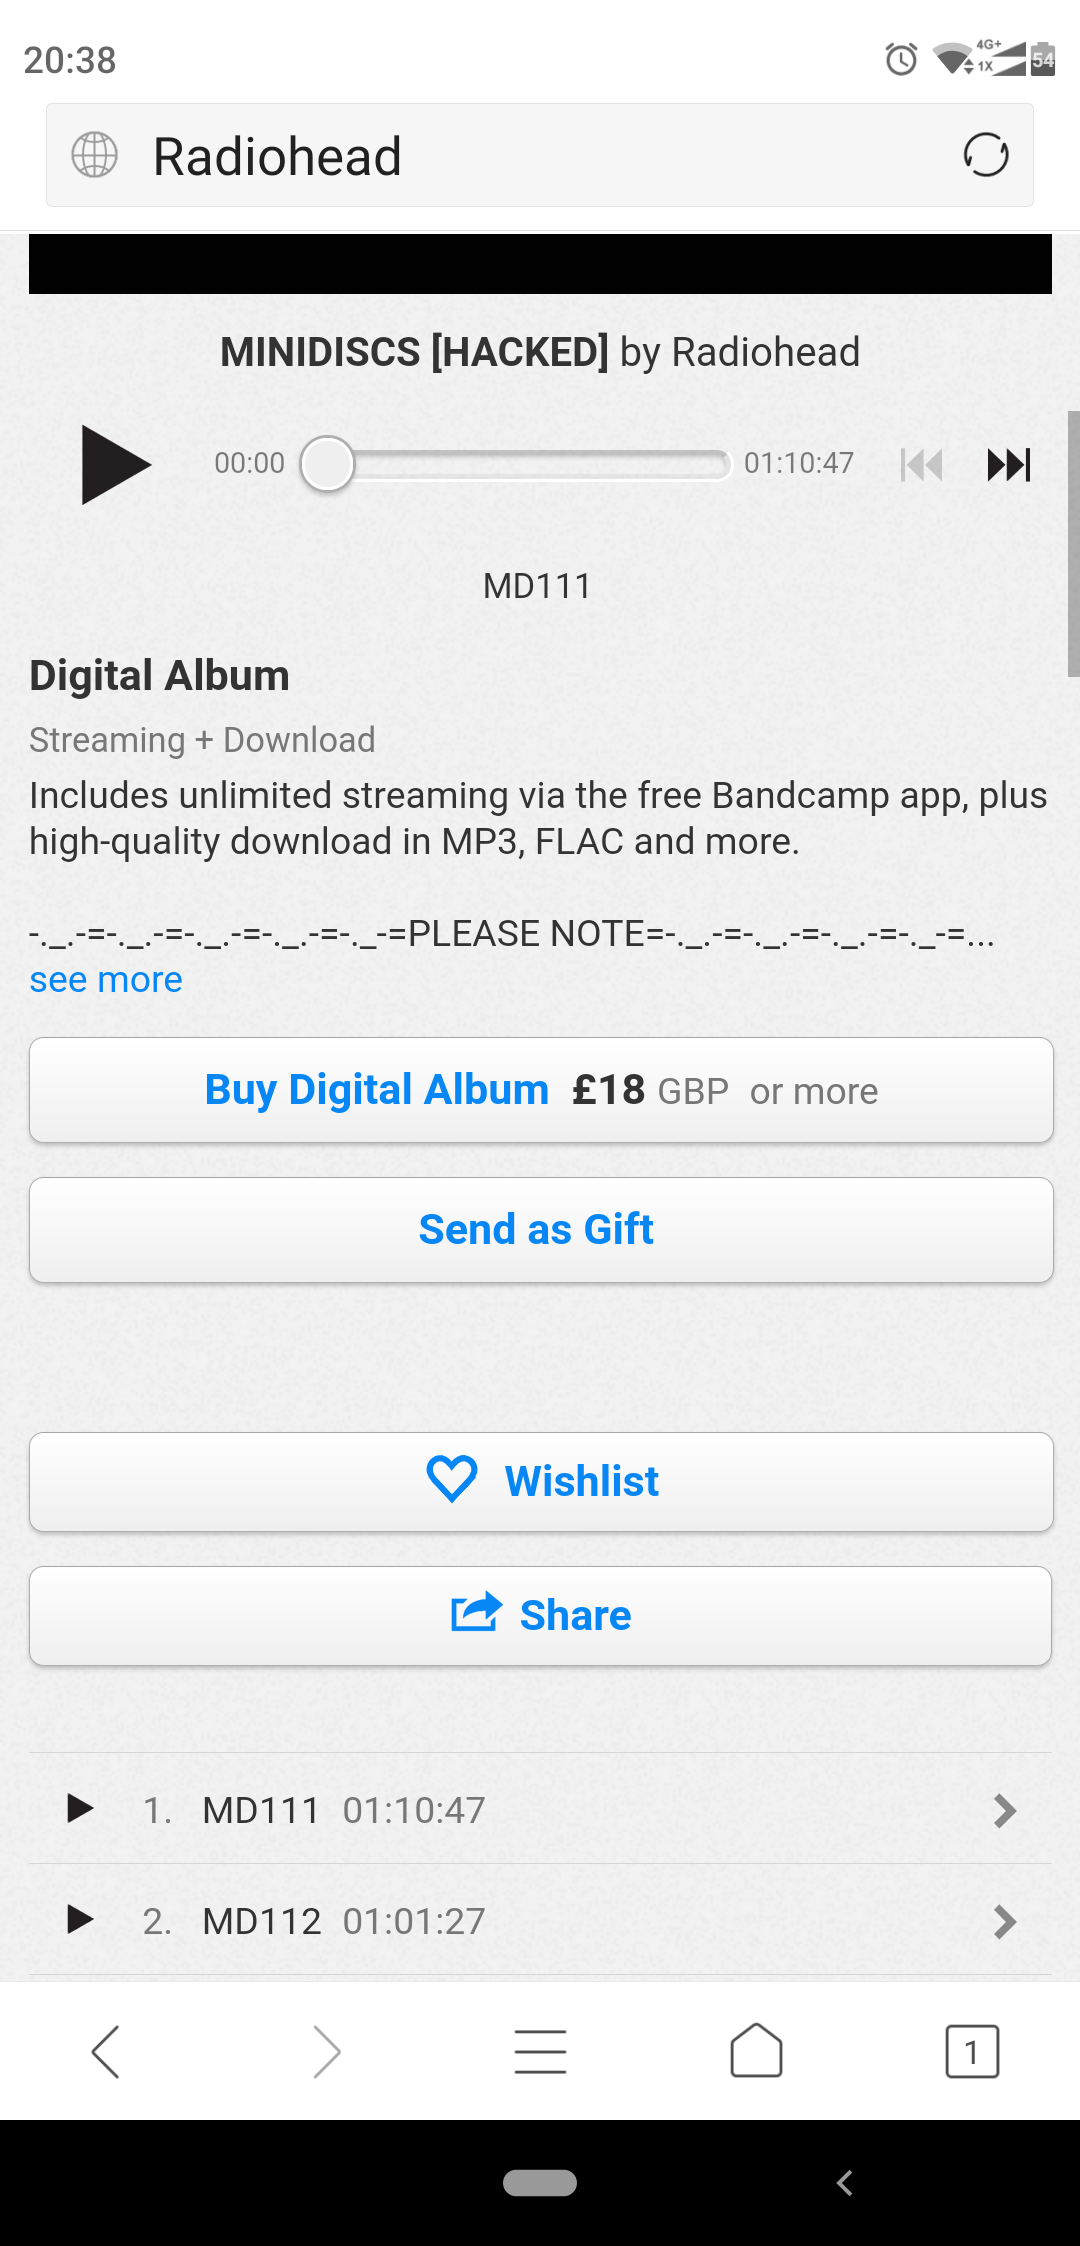 20:38
4G+
1X
54
Radiohead
MINIDISCS [HACKED] by Radiohead
00:00
01:10:47
MD111
Digital Album
Streaming + Download
Includes unlimited streaming via the free Bandcamp app, plus
high-quality download in MP3, FLAC and more.
-._.-=-._.-=-._.-=-._.-=-._-=PLEASE NOTE=-._.-=-._.-=-._.-=-._-=...
see more
Buy Digital Album £18 GBP or more
Send as Gift
Wishlist
Share
1. MD111 01:10:47
2. MD112 01:01:27
1